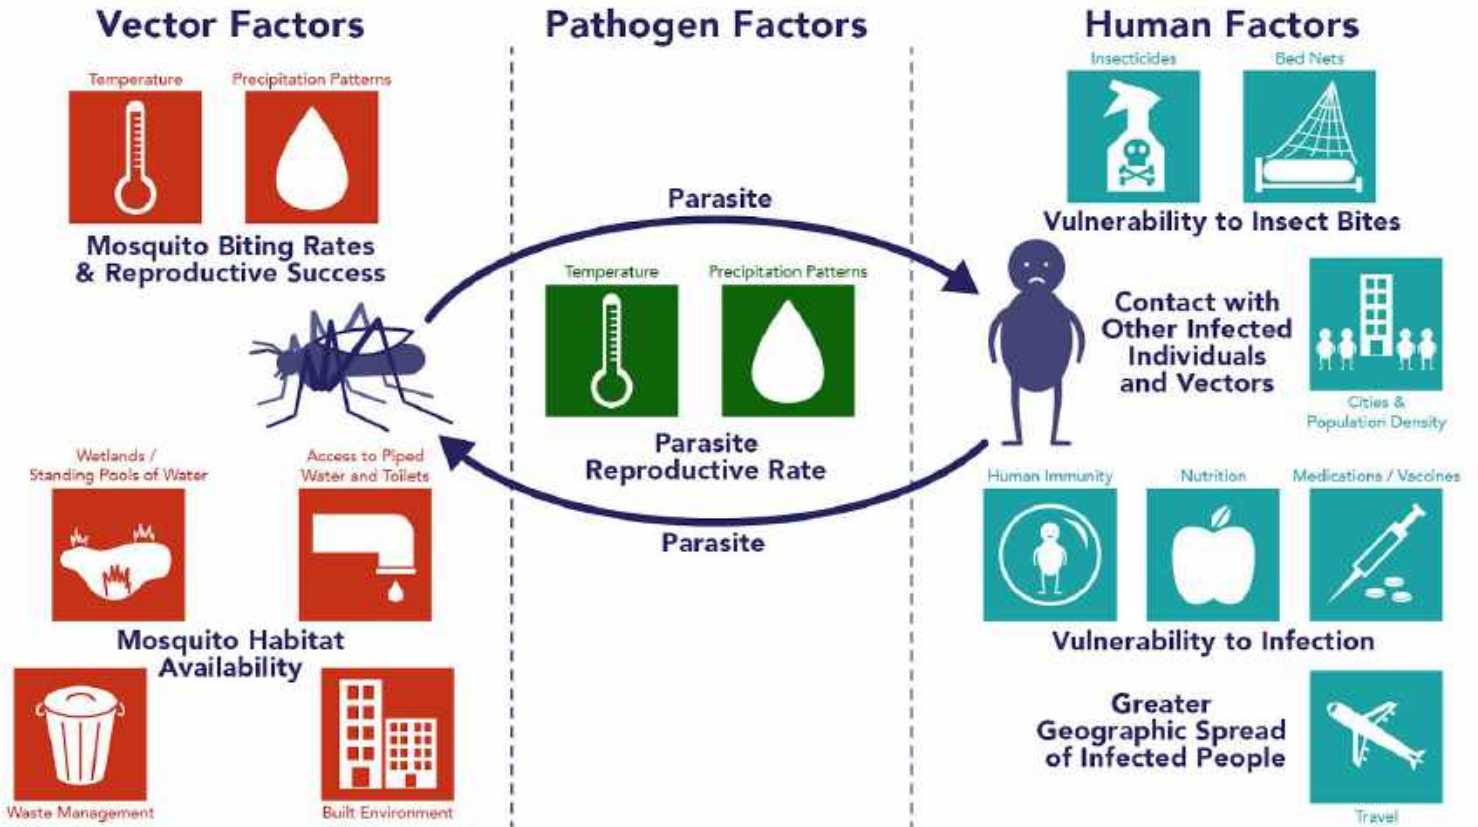 Vector Factors
Temperature
Precipitation Patterns
Mosquito Biting Rates
& Reproductive Success
Wetlands /
Standing Pools of Water
Access to Piped
Water and Toilets
Mosquito Habitat
Availability
Waste Management
Built Environment
Pathogen Factors
Parasite
Temperature
Precipitation Patterns
Parasite
Reproductive Rate
Parasite
Human Factors
Insecticides
Bed Nets
Vulnerability to Insect Bites
Contact with
Other Infected
Individuals
and Vectors
Cities &
Population Density
Human Immunity
Nutrition
Medications / Vaccines
Vulnerability to Infection
Greater
Geographic Spread
of Infected People
Travel